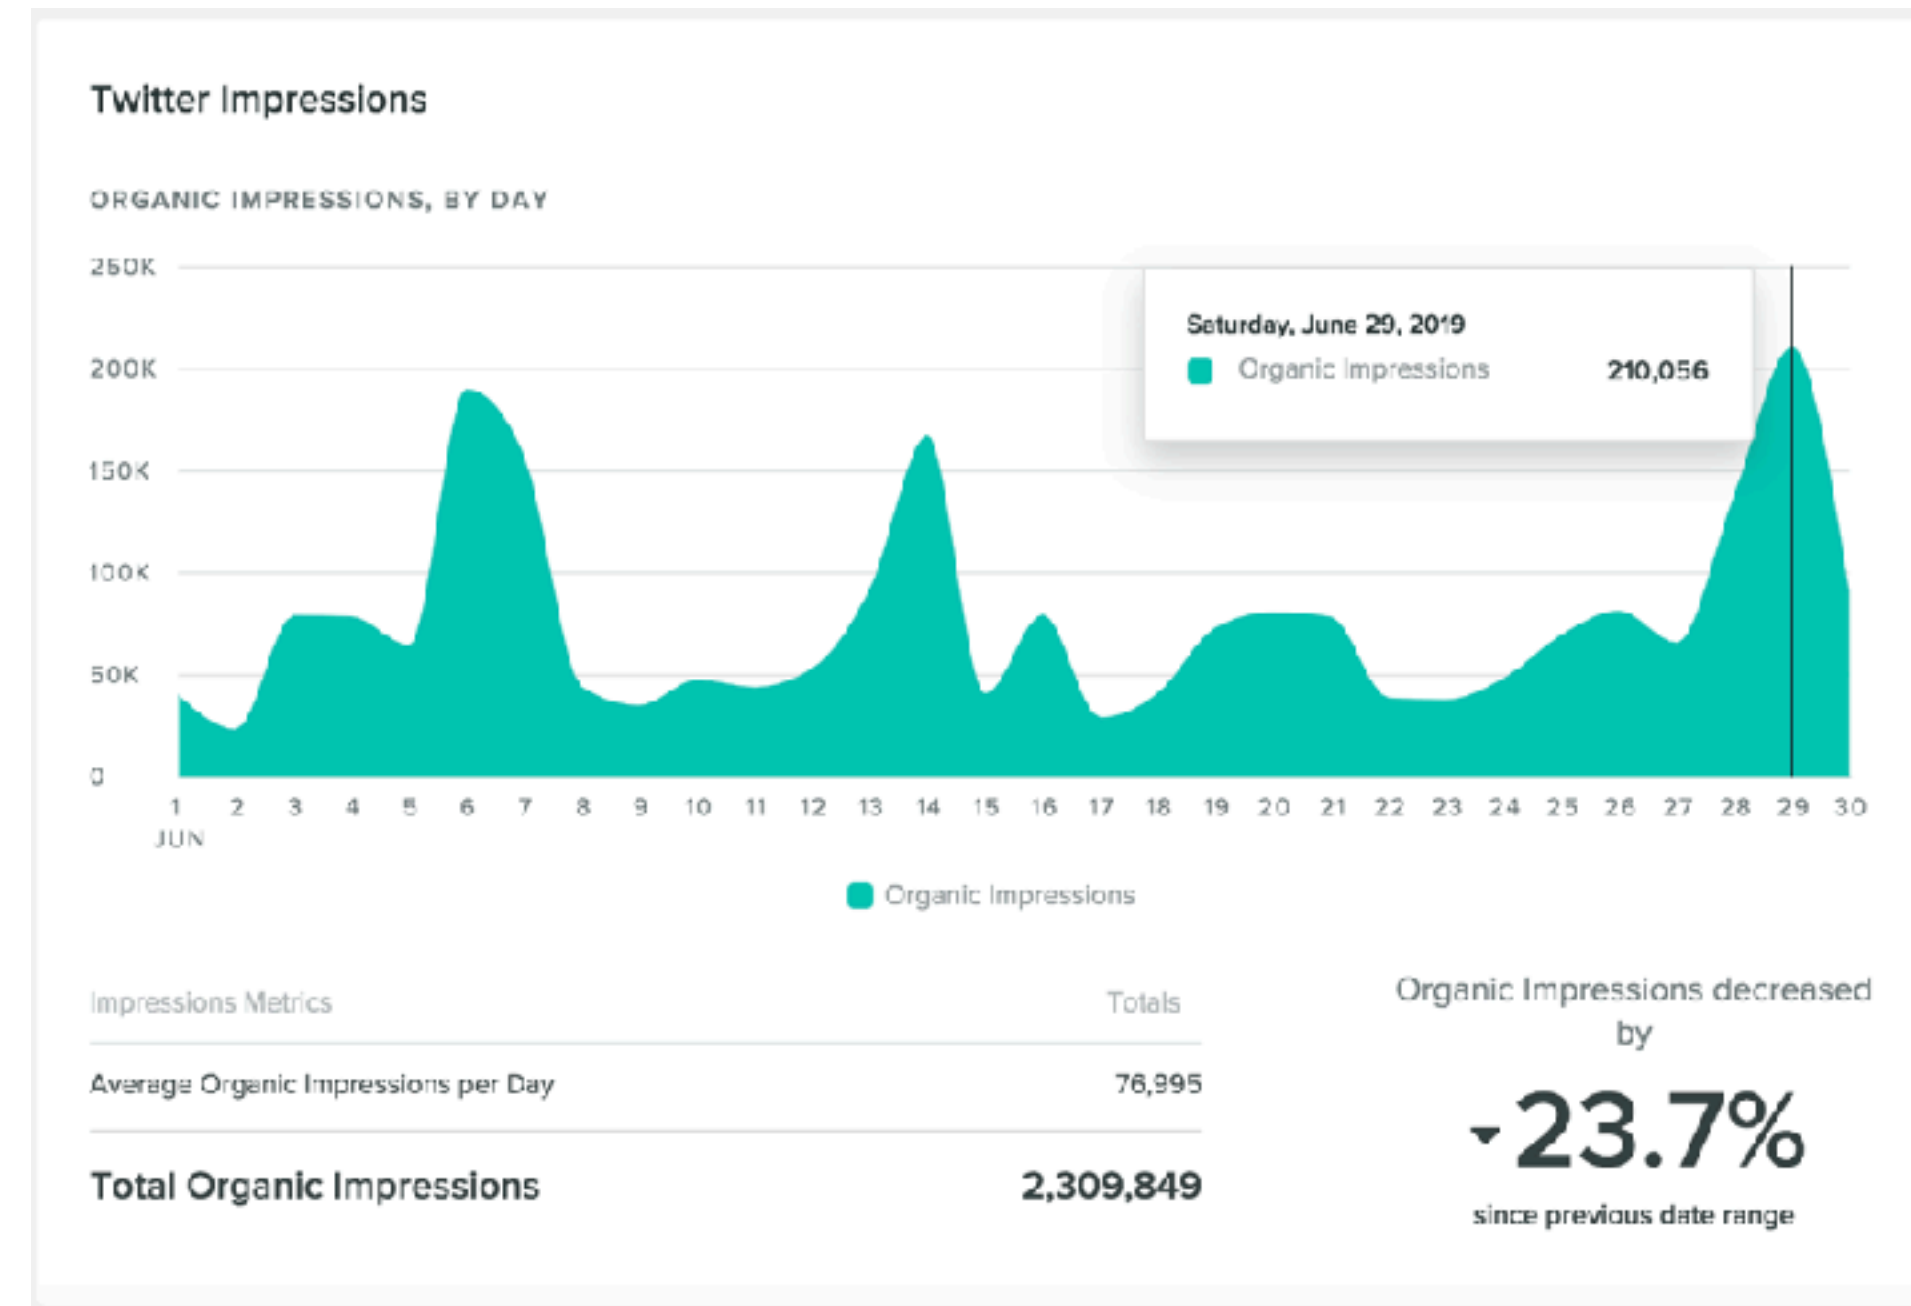 Twitter Impressions
ORGANIC IMPRESSIONS, BY DAY
250K
200K
150K
100K
50K
0
Saturday, June 29, 2019
Organic Impressions 210,056
1 2 3 4 5 6 7 8 9 10 11 12 13 14 15 16 17 18 19 20 21 22 23 24 25 26 27 28 29 30
JUN
Organic Impressions
Impressions Metrics Totals
Average Organic Impressions per Day 76,995
Total Organic Impressions 2,309,849
Organic Impressions decreased
by
23.7%
since previous date range